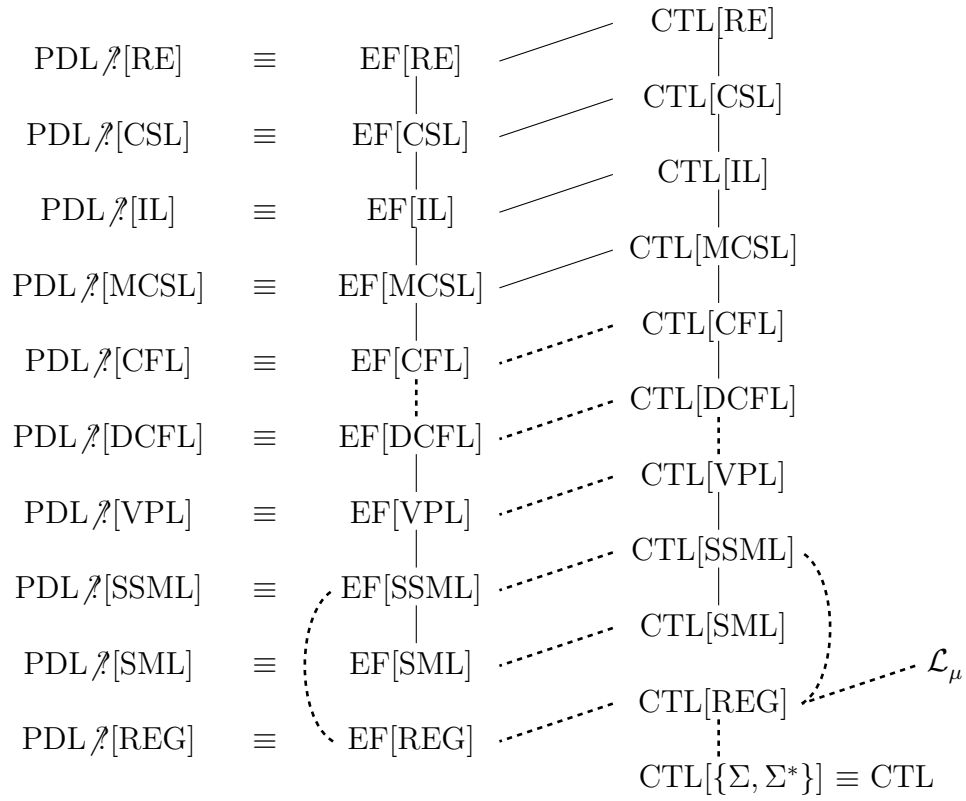 CTL[RE]
PDL?̸[RE] ≡ EF[RE]
CTL[CSL]
PDL?̸[CSL] ≡ EF[CSL]
CTL[IL]
PDL?̸[IL] ≡ EF[IL]
CTL[MCSL]
PDL?̸[MCSL] ≡ EF[MCSL]
CTL[CFL]
PDL?̸[CFL] ≡ EF[CFL]
CTL[DCFL]
PDL?̸[DCFL] ≡ EF[DCFL]
CTL[VPL]
PDL?̸[VPL] ≡ EF[VPL]
CTL[SSML]
PDL?̸[SSML] ≡ EF[SSML]
CTL[SML]
PDL?̸[SML] ≡ EF[SML]
ℒ_μ
CTL[REG]
PDL?̸[REG] ≡ EF[REG]
CTL[{Σ, Σ*}] ≡ CTL